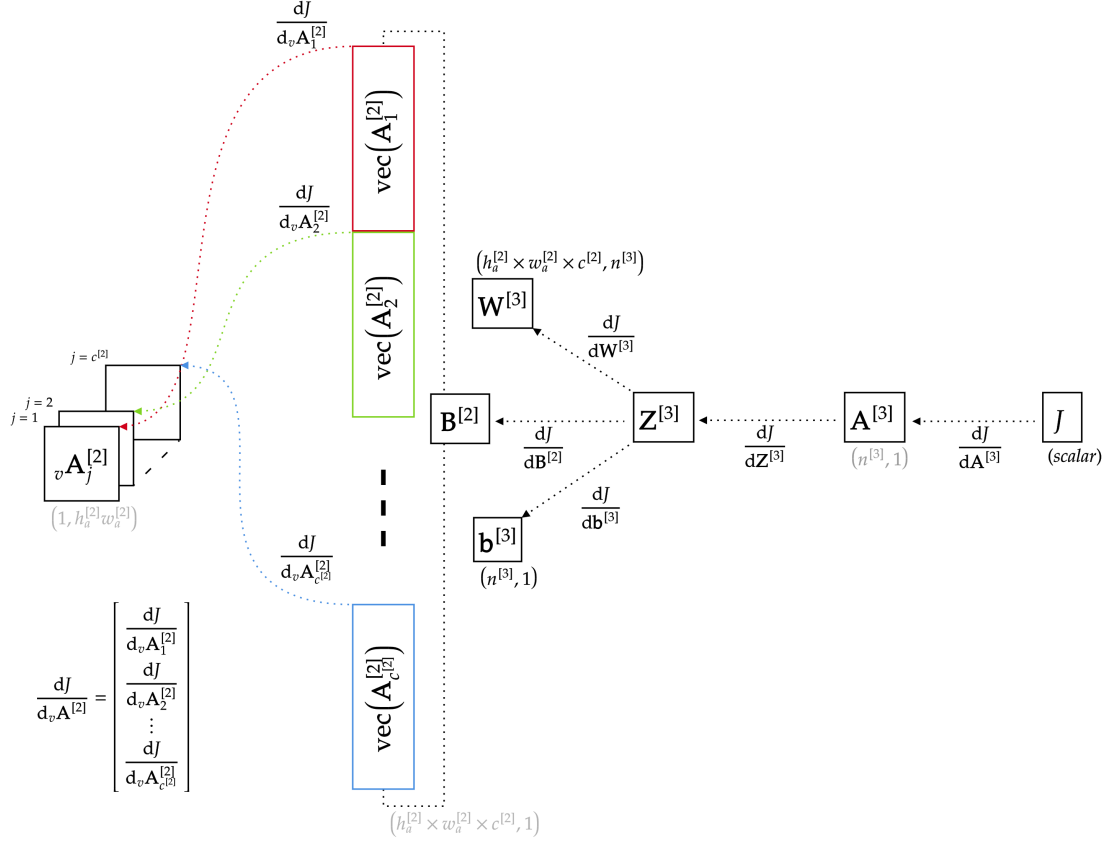 dJ / d_vA_1^[2]
vec(A_1^[2])
dJ / d_vA_2^[2]
vec(A_2^[2])
(h_a^[2] × w_a^[2] × c^[2], n^[3])
W^[3]
dJ / dW^[3]
j = c^[2]
j = 2
j = 1
_vA_j^[2]
(1, h_a^[2] w_a^[2])
B^[2]
dJ / dB^[2]
Z^[3]
dJ / dZ^[3]
A^[3]
(n^[3], 1)
dJ / dA^[3]
J
(scalar)
dJ / db^[3]
b^[3]
(n^[3], 1)
dJ / d_vA_{c^[2]}^[2]
vec(A_{c^[2]}^[2])
dJ / d_vA^[2] = [ dJ / d_vA_1^[2]
dJ / d_vA_2^[2]
⋮
dJ / d_vA_{c^[2]}^[2] ]
(h_a^[2] × w_a^[2] × c^[2], 1)